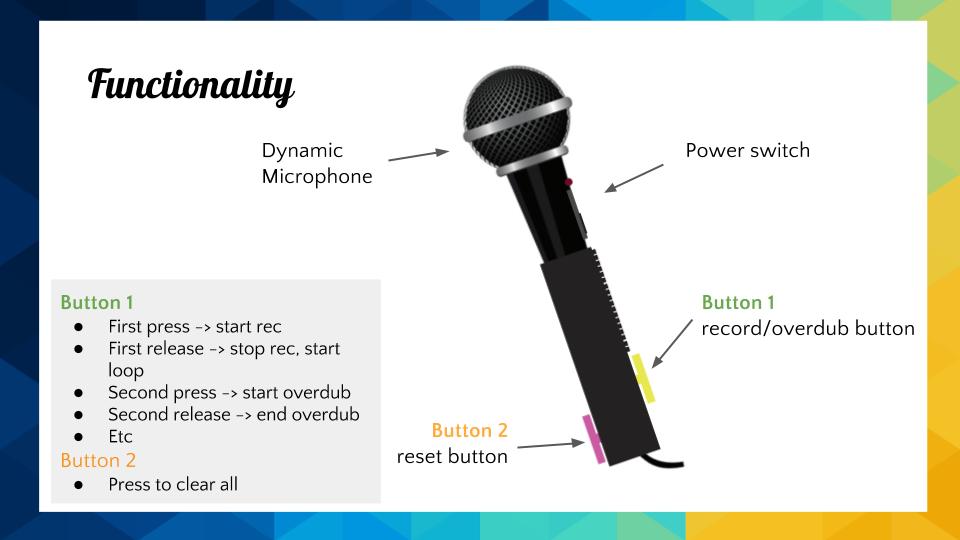 Functionality
Dynamic
Microphone
Power switch
Button 1
● First press -> start rec
● First release -> stop rec, start
loop
● Second press -> start overdub
● Second release -> end overdub
● Etc
Button 2
● Press to clear all
Button 1
record/overdub button
Button 2
reset button